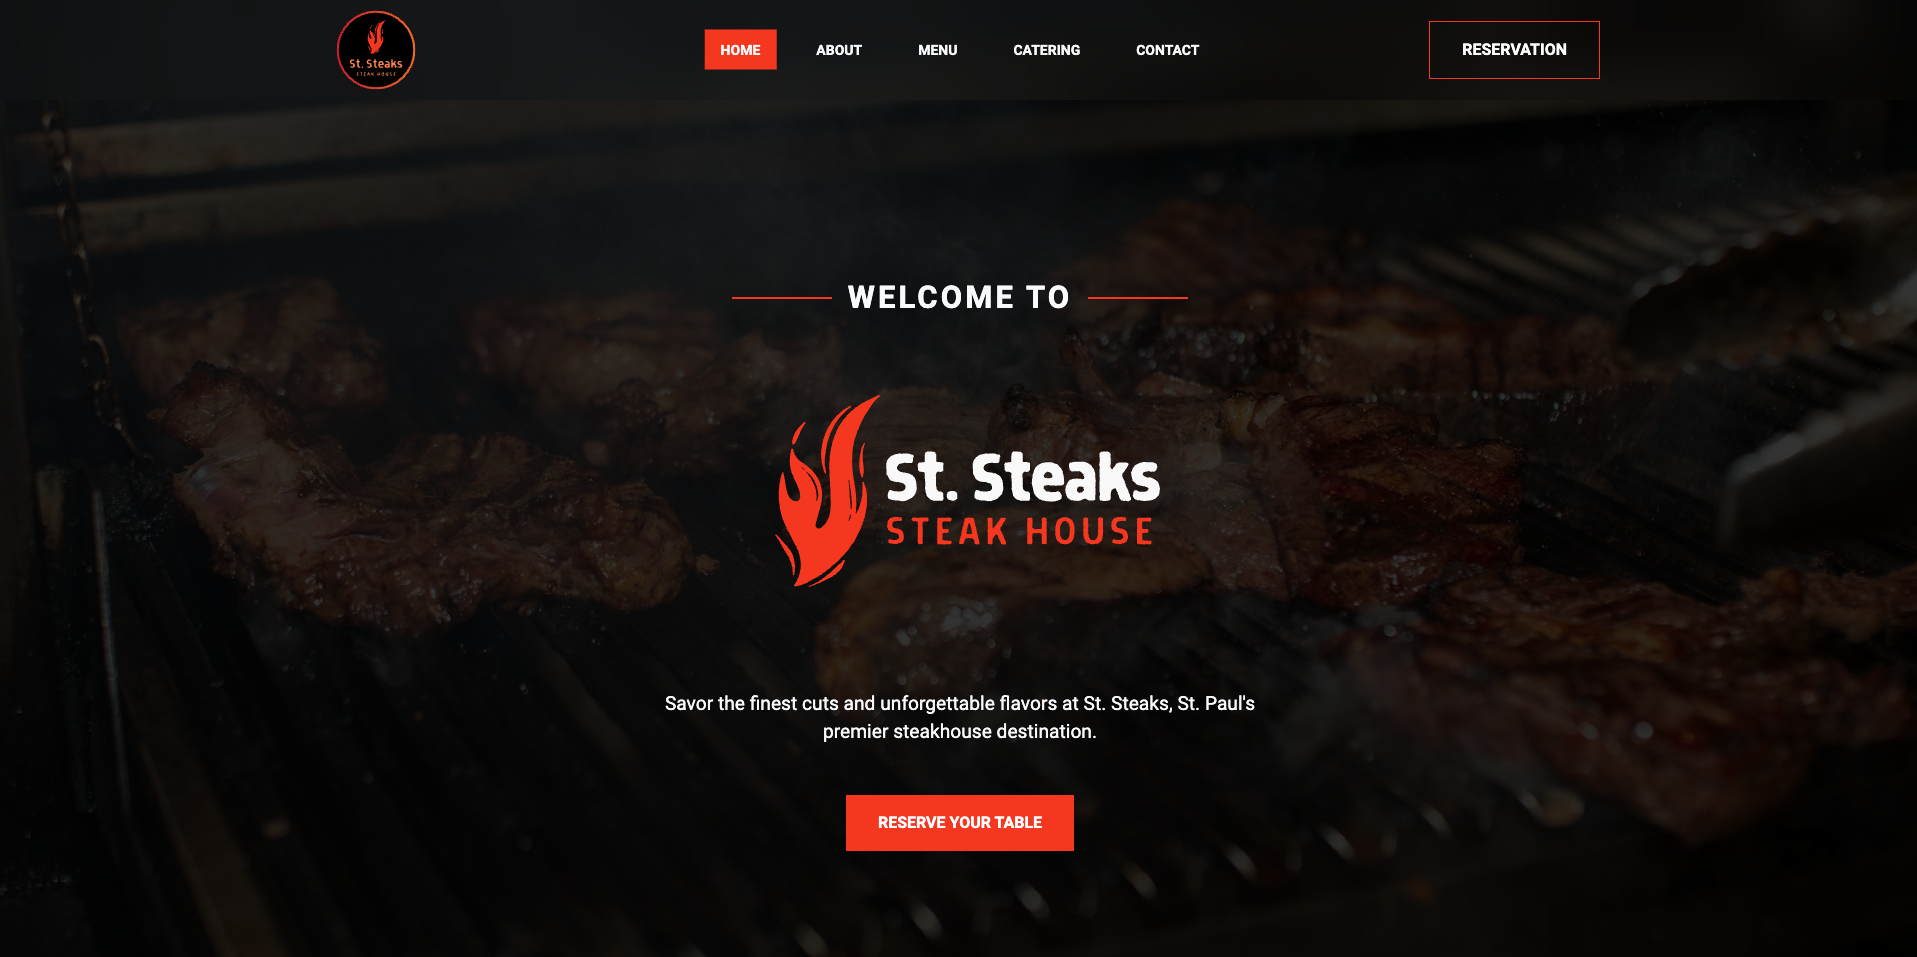 St. Steaks
STEAK HOUSE
HOME
ABOUT
MENU
CATERING
CONTACT
RESERVATION
WELCOME TO
St. Steaks
STEAK HOUSE
Savor the finest cuts and unforgettable flavors at St. Steaks, St. Paul's
premier steakhouse destination.
RESERVE YOUR TABLE